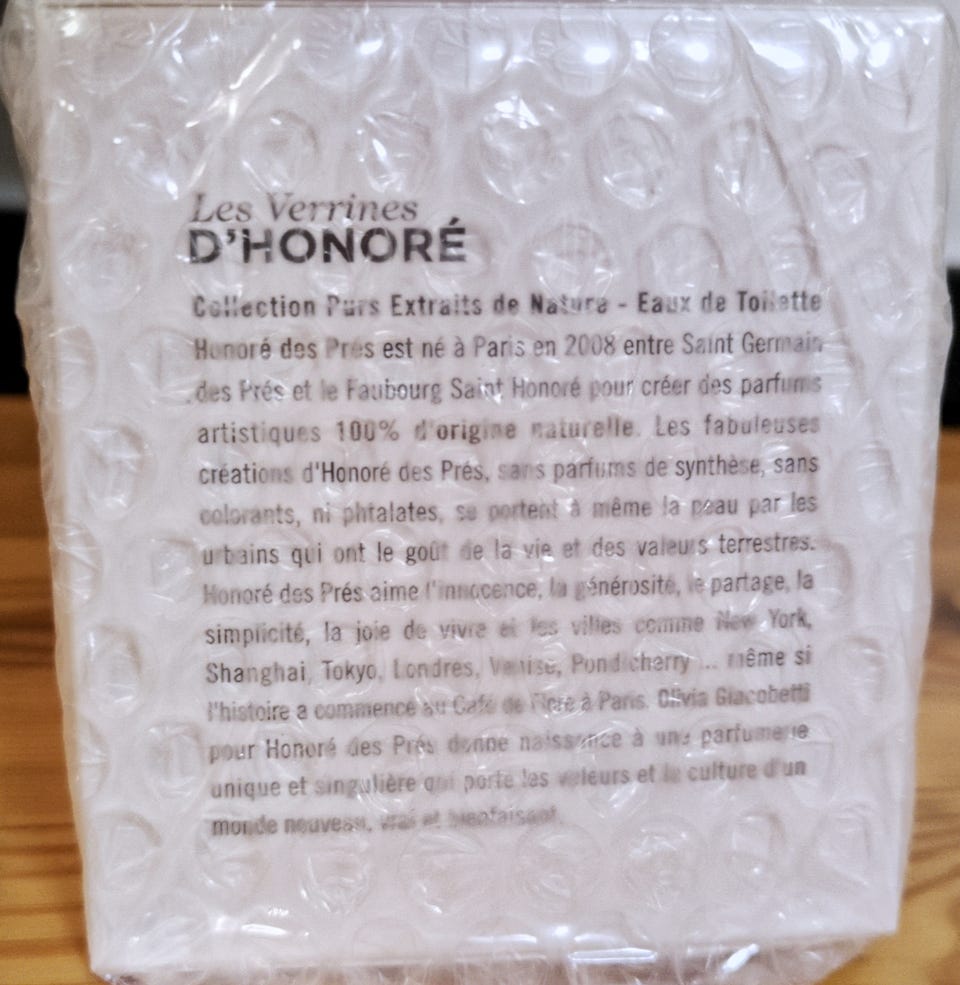 Les Verrines
D'HONORÉ
Collection Purs Extraits de Nature - Eaux de Toilette
Honoré des Prés est né à Paris en 2008 entre Saint Germain
des Prés et le Faubourg Saint Honoré pour créer des parfums
artistiques 100% d'origine naturelle. Les fabuleuses
créations d'Honoré des Prés, sans parfums de synthèse, sans
colorants, ni phtalates, se portent à même la peau par les
urbains qui ont le goût de la vie et des valeurs terrestres.
Honoré des Prés aime l'innocence, la générosité, le partage, la
simplicité, la joie de vivre et les villes comme New York,
Shanghai, Tokyo, Londres, Venise, Pondicherry ... même si
l'histoire a commencé au Café de Flore à Paris. Olivia Giacobetti
pour Honoré des Prés donne naissance à une parfumerie
unique et singulière qui porte les valeurs et la culture d'un
monde nouveau, vrai et bienfaisant.